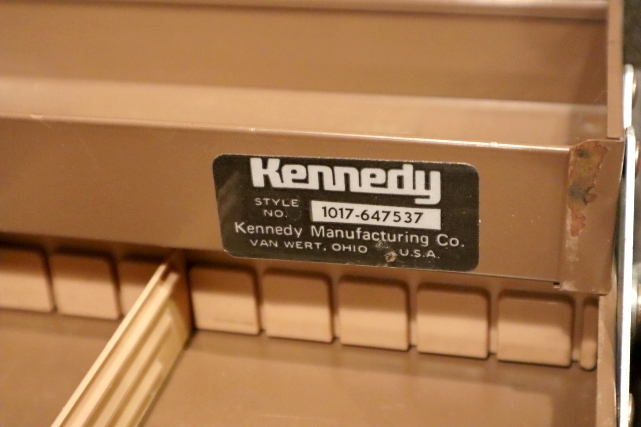 Kennedy
STYLE
NO. 1017-647537
Kennedy Manufacturing Co.
VAN WERT, OHIO U.S.A.